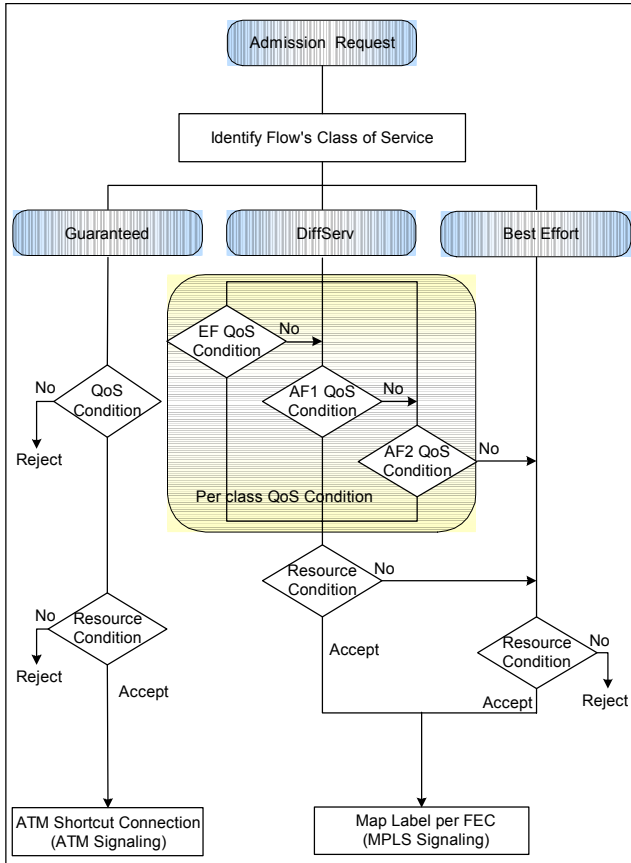 Admission Request
Identify Flow's Class of Service
Guaranteed
DiffServ
Best Effort
EF QoS
Condition
No
No
QoS
Condition
AF1 QoS
Condition
No
Reject
AF2 QoS
Condition
No
Per class QoS Condition
Resource
Condition
No
No
Resource
Condition
Reject
Accept
Accept
Resource
Condition
No
Accept
Reject
ATM Shortcut Connection
(ATM Signaling)
Map Label per FEC
(MPLS Signaling)